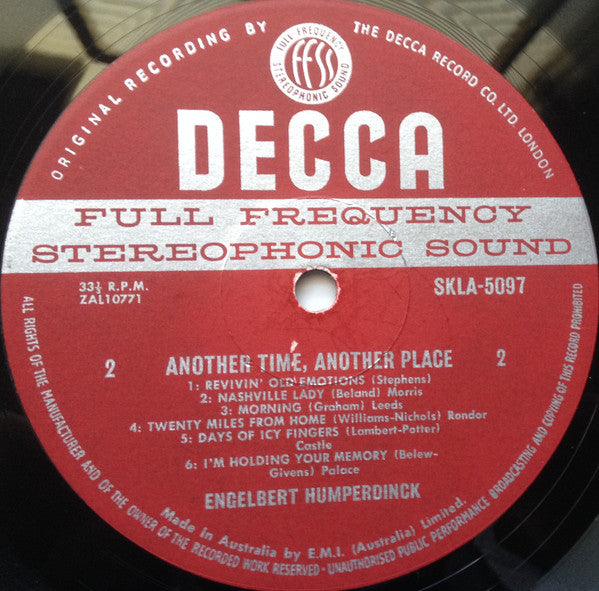 ORIGINAL RECORDING BY THE DECCA RECORD CO. LTD. LONDON
FULL FREQUENCY
FFSS
STEREOPHONIC SOUND
DECCA
FULL FREQUENCY
STEREOPHONIC SOUND
33⅓ R.P.M.
ZAL10771
SKLA-5097
2 ANOTHER TIME, ANOTHER PLACE 2
1: REVIVIN' OLD EMOTIONS (Stephens)
2: NASHVILLE LADY (Beland) Morris
3: MORNING (Graham) Leeds
4: TWENTY MILES FROM HOME (Williams-Nichols) Rondor
5: DAYS OF ICY FINGERS (Lambert-Potter)
Castle
6: I'M HOLDING YOUR MEMORY (Belew-
Givens) Palace
ENGELBERT HUMPERDINCK
Made in Australia by E.M.I. (Australia) Limited.
ALL RIGHTS OF THE MANUFACTURER AND OF THE OWNER OF THE RECORDED WORK RESERVED - UNAUTHORISED PUBLIC PERFORMANCE BROADCASTING AND COPYING OF THIS RECORD PROHIBITED